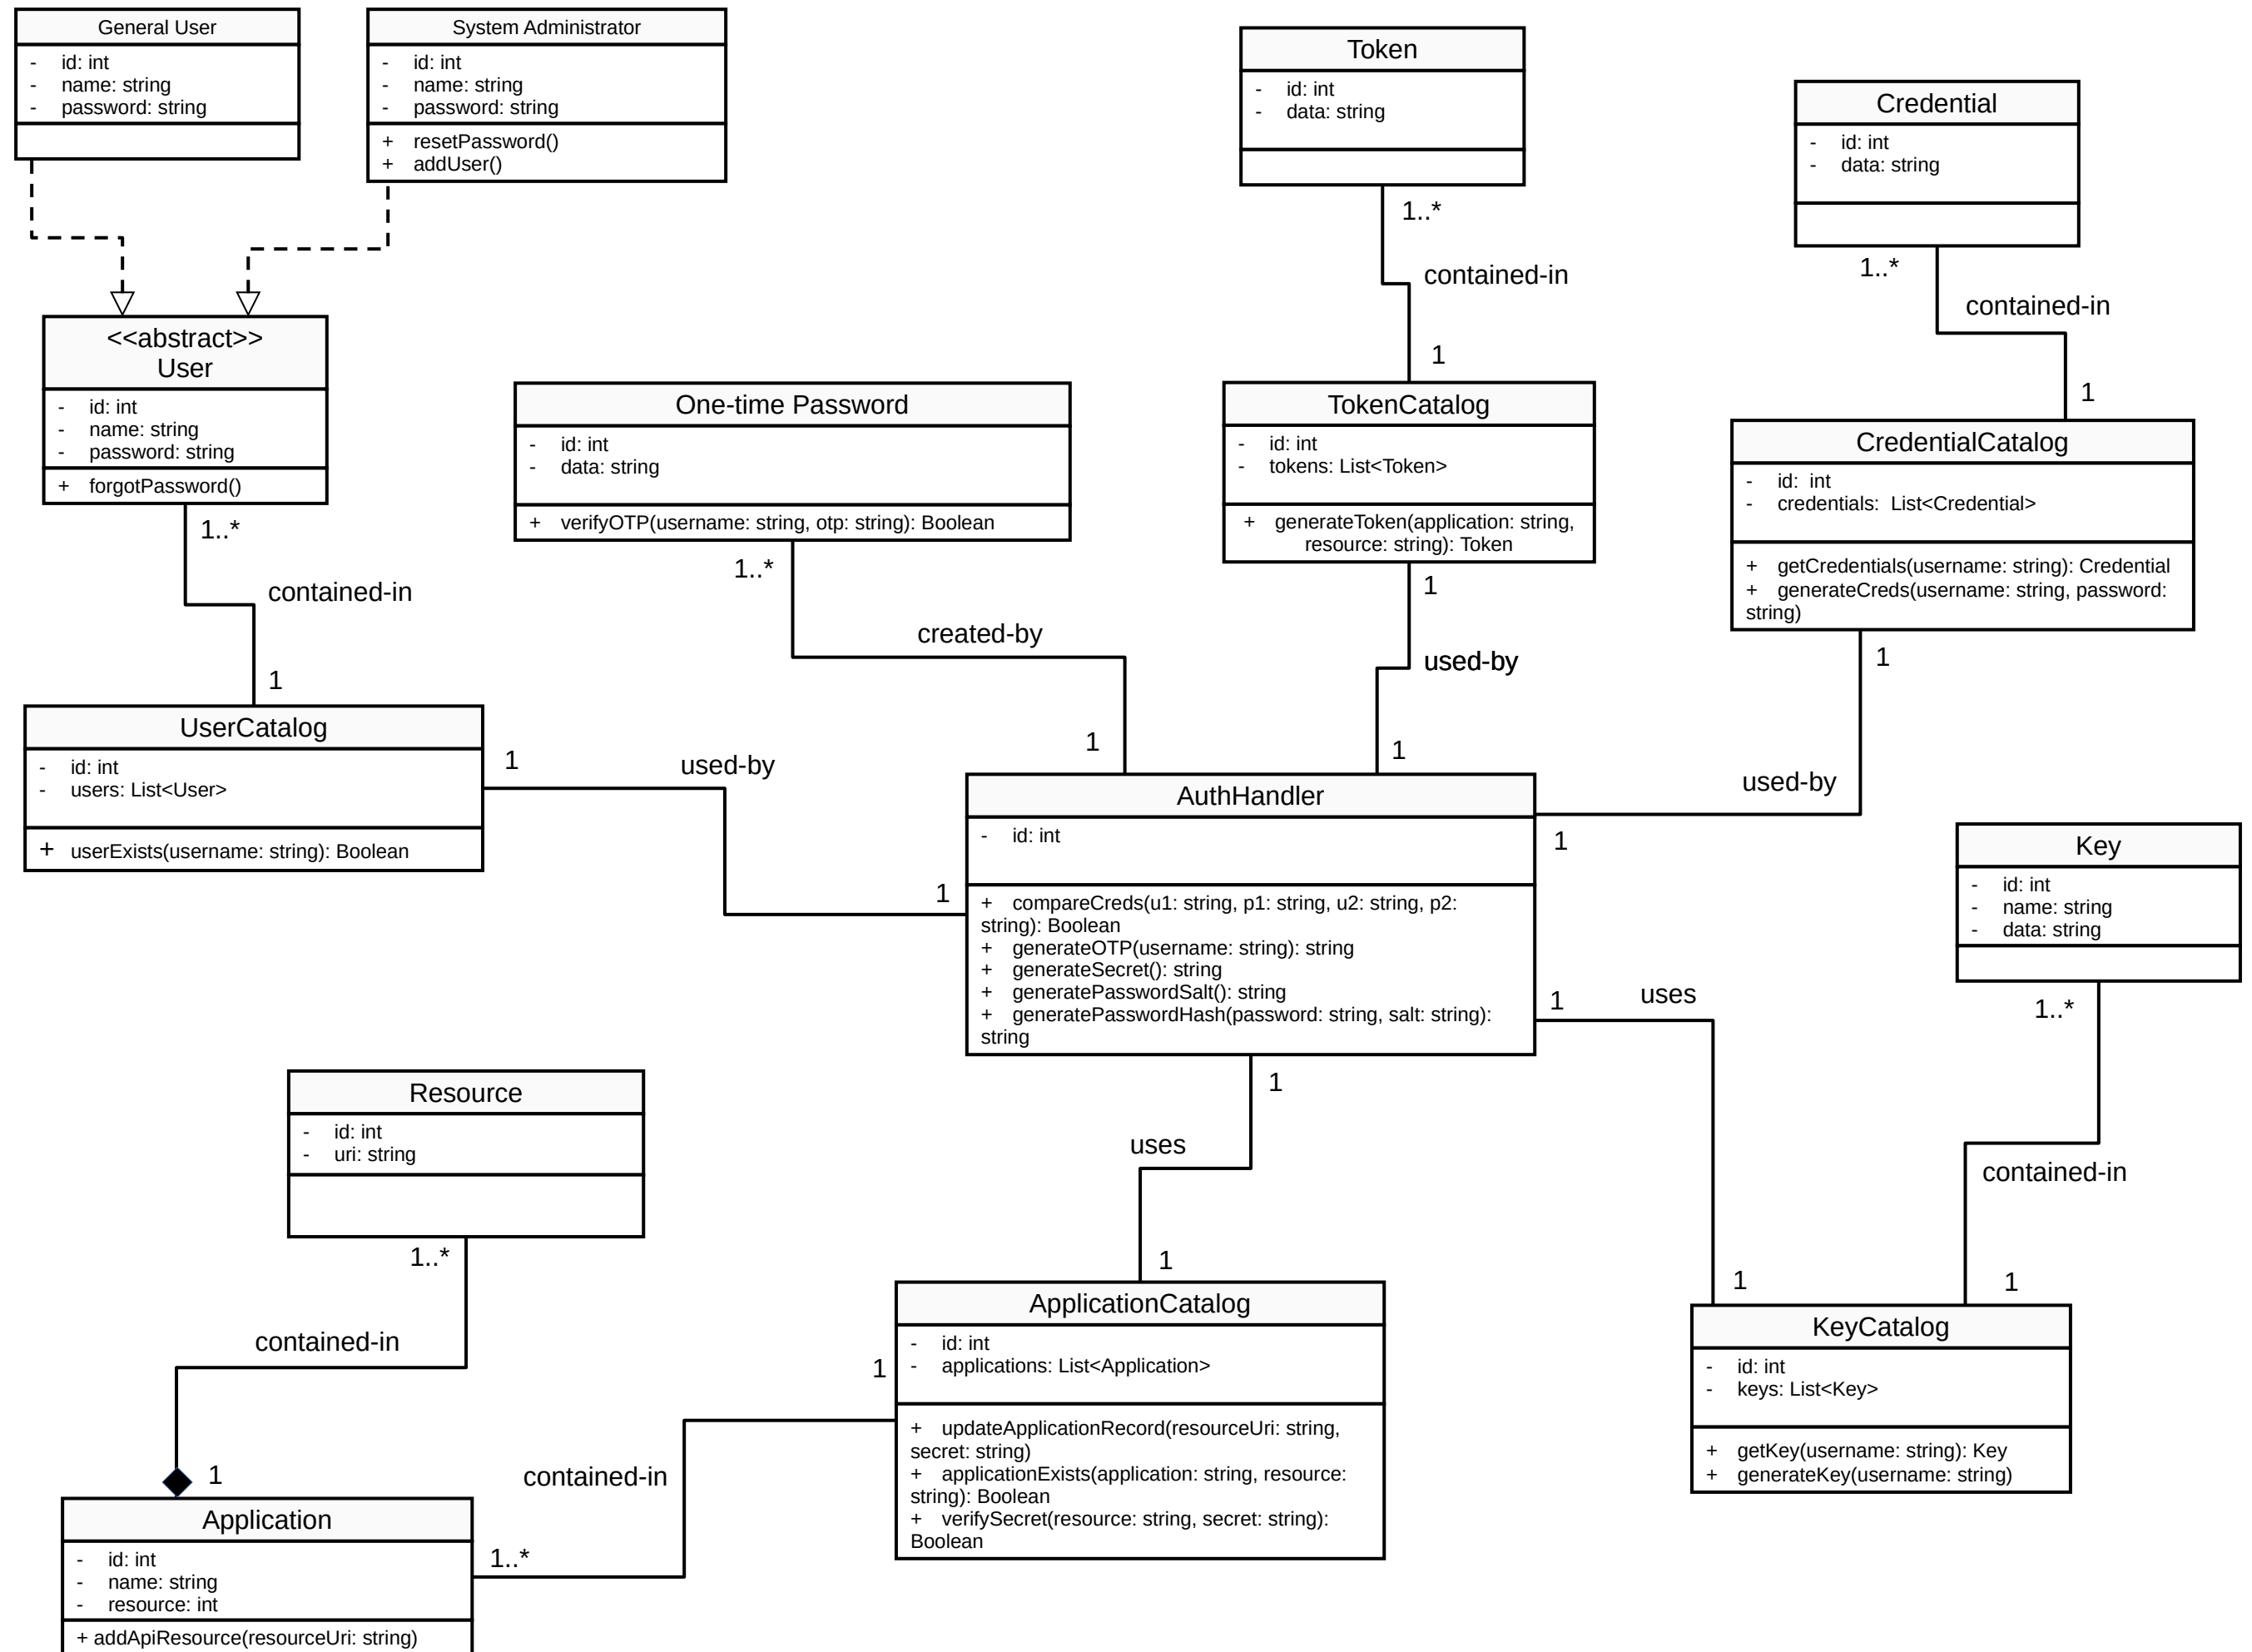 General User
- id: int
- name: string
- password: string
System Administrator
- id: int
- name: string
- password: string
+ resetPassword()
+ addUser()
Token
- id: int
- data: string
1..*
contained-in
1
Credential
- id: int
- data: string
1..*
contained-in
1
<<abstract>>
User
- id: int
- name: string
- password: string
+ forgotPassword()
1..*
contained-in
1
One-time Password
- id: int
- data: string
+ verifyOTP(username: string, otp: string): Boolean
1..*
created-by
1
TokenCatalog
- id: int
- tokens: List<Token>
+ generateToken(application: string,
resource: string): Token
1
used-by
1
CredentialCatalog
- id: int
- credentials: List<Credential>
+ getCredentials(username: string): Credential
+ generateCreds(username: string, password:
string)
1
used-by
1
UserCatalog
- id: int
- users: List<User>
+ userExists(username: string): Boolean
1
used-by
1
AuthHandler
- id: int
+ compareCreds(u1: string, p1: string, u2: string, p2:
string): Boolean
+ generateOTP(username: string): string
+ generateSecret(): string
+ generatePasswordSalt(): string
+ generatePasswordHash(password: string, salt: string):
string
1
uses
1
1
uses
1
Key
- id: int
- name: string
- data: string
1..*
contained-in
1
Resource
- id: int
- uri: string
1..*
contained-in
1
ApplicationCatalog
- id: int
- applications: List<Application>
+ updateApplicationRecord(resourceUri: string,
secret: string)
+ applicationExists(application: string, resource:
string): Boolean
+ verifySecret(resource: string, secret: string):
Boolean
1
contained-in
1..*
KeyCatalog
- id: int
- keys: List<Key>
+ getKey(username: string): Key
+ generateKey(username: string)
Application
- id: int
- name: string
- resource: int
+ addApiResource(resourceUri: string)